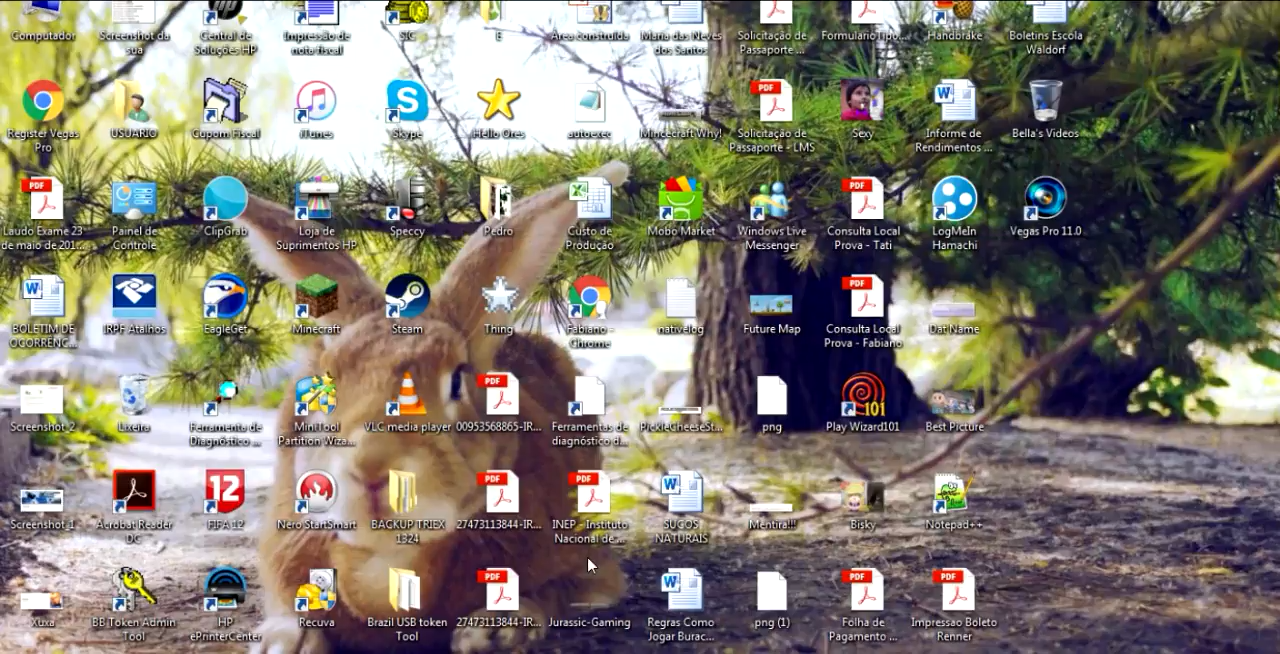 Computador
Screenshot da
sua
Central de
Soluções HP
Impressão de
nota fiscal
SIC
E
Área construída
Maria das Neves
dos Santos
Solicitação de
Passaporte ...
FormularioTipo...
Handbrake
Boletins Escola
Waldorf
Register Vegas
Pro
USUARIO
Cupom Fiscal
iTunes
Skype
Hello Ones
autoexec
Mincecraft Why!
Solicitação de
Passaporte - LMS
Sexy
Informe de
Rendimentos ...
Bella's Videos
Laudo Exame 23
de maio de 201...
Painel de
Controle
ClipGrab
Loja de
Suprimentos HP
Speccy
Pedro
Custo de
Produção
Mobo Market
Windows Live
Messenger
Consulta Local
Prova - Tati
LogMeIn
Hamachi
Vegas Pro 11.0
BOLETIM DE
OCORRENC...
IRPF Atalhos
EagleGet
Minecraft
Steam
Thing
Fabiano -
Chrome
nativelog
Future Map
Consulta Local
Prova - Fabiano
Dat Name
Screenshot 2
Lixeira
Ferramenta de
Diagnóstico ...
MiniTool
Partition Wiza...
VLC media player
00953568865-IR...
Ferramentas de
diagnóstico d...
PickleCheeseSt...
png
Play Wizard101
Best Picture
Screenshot 1
Acrobat Reader
DC
FIFA 12
Nero StartSmart
BACKUP TRIEX
1324
27473113844-IR...
INEP - Instituto
Nacional de ...
SUCOS
NATURAIS
Mentira!!!
Bisky
Notepad++
Xuxa
BB Token Admin
Tool
HP
ePrinterCenter
Recuva
Brazil USB token
Tool
27473113844-IR...
Jurassic-Gaming
Regras Como
Jogar Burac...
png (1)
Folha de
Pagamento ...
Impressao Boleto
Renner